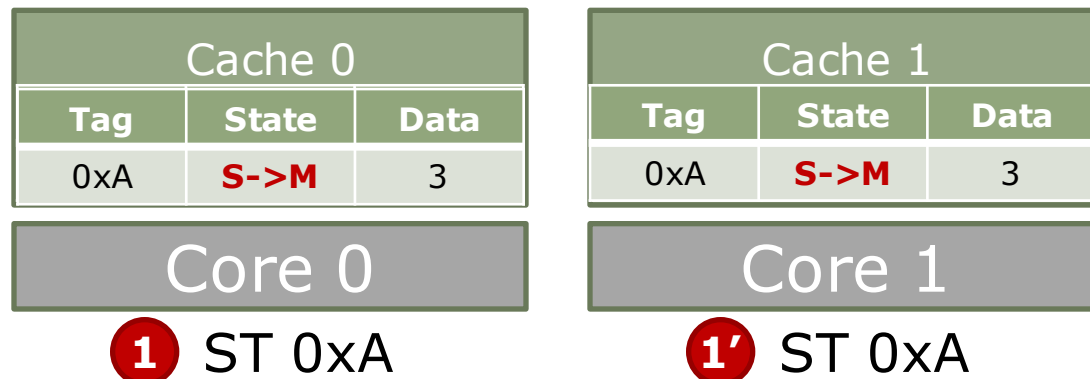 Cache 0
Tag State Data
0xA S->M 3
Core 0
1 ST 0xA
Cache 1
Tag State Data
0xA S->M 3
Core 1
1’ ST 0xA